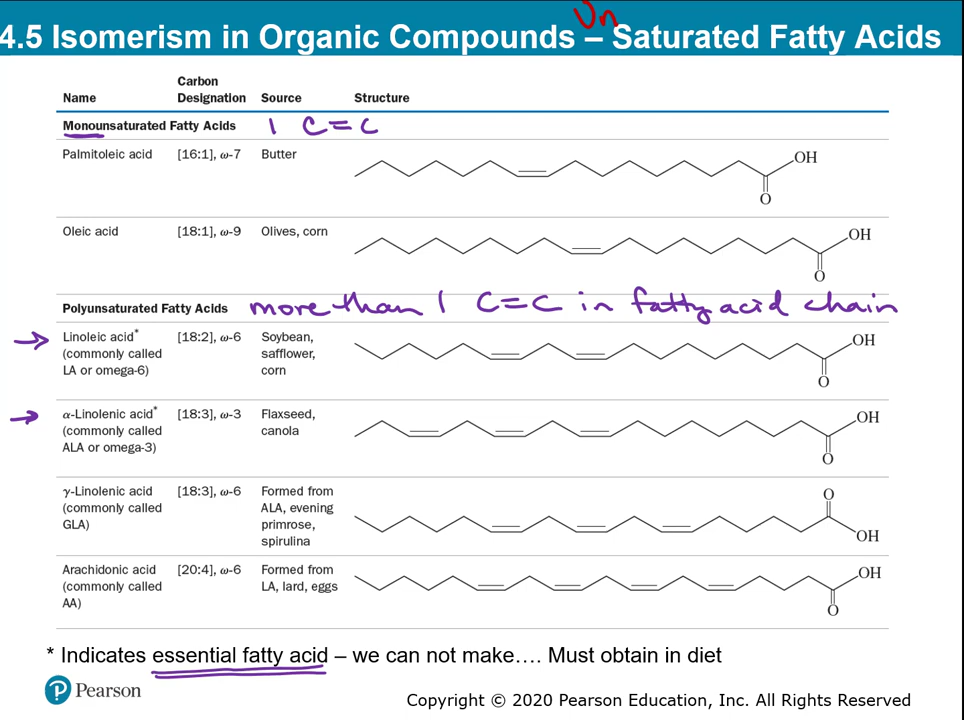 Un
4.5 Isomerism in Organic Compounds – Saturated Fatty Acids
Name Carbon Designation Source Structure
Monounsaturated Fatty Acids 1 C=C
Palmitoleic acid [16:1], ω-7 Butter OH
O
Oleic acid [18:1], ω-9 Olives, corn OH
O
Polyunsaturated Fatty Acids more than 1 C=C in fatty acid chain
Linoleic acid* [18:2], ω-6 Soybean, OH
(commonly called safflower,
LA or omega-6) corn O
α-Linolenic acid* [18:3], ω-3 Flaxseed, OH
(commonly called canola
ALA or omega-3) O
γ-Linolenic acid [18:3], ω-6 Formed from O
(commonly called ALA, evening
GLA) primrose,
spirulina OH
Arachidonic acid [20:4], ω-6 Formed from OH
(commonly called LA, lard, eggs
AA) O
* Indicates essential fatty acid – we can not make…. Must obtain in diet
P Pearson
Copyright © 2020 Pearson Education, Inc. All Rights Reserved